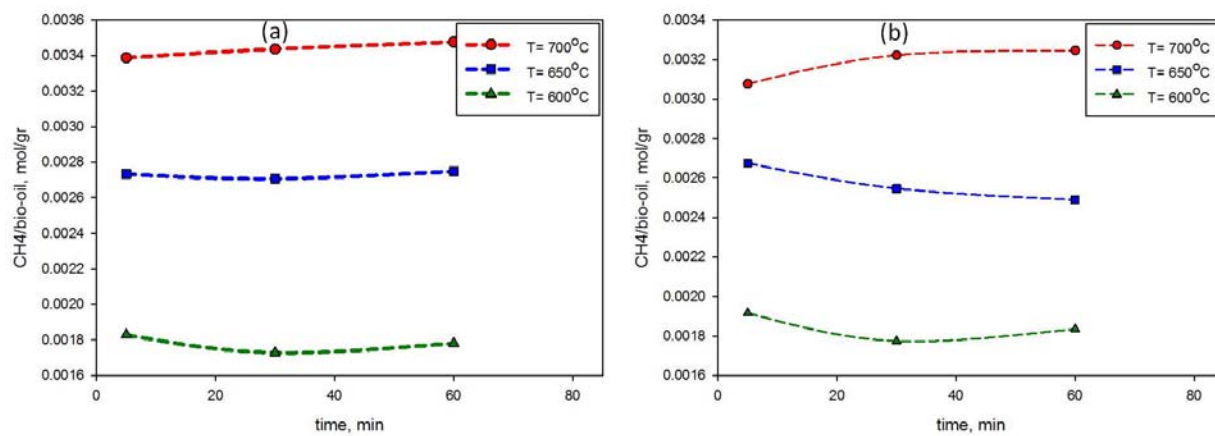 (a)
CH4/bio-oil, mol/gr
0.0036
0.0034
0.0032
0.0030
0.0028
0.0026
0.0024
0.0022
0.0020
0.0018
0.0016
0
20
40
60
80
time, min
T= 700°C
T= 650°C
T= 600°C
(b)
CH4/bio-oil, mol/gr
0.0034
0.0032
0.0030
0.0028
0.0026
0.0024
0.0022
0.0020
0.0018
0.0016
0
20
40
60
80
time, min
T= 700°C
T= 650°C
T= 600°C